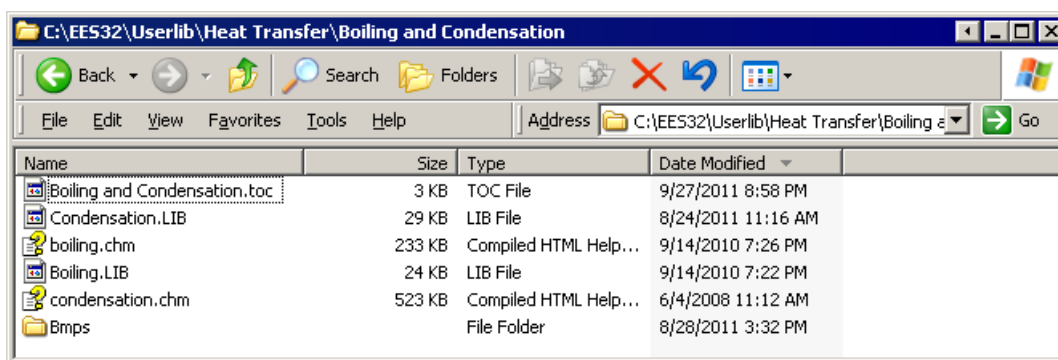 C:\EES32\Userlib\Heat Transfer\Boiling and Condensation
Back Search Folders
File Edit View Favorites Tools Help Address C:\EES32\Userlib\Heat Transfer\Boiling a Go
Name Size Type Date Modified
Boiling and Condensation.toc 3 KB TOC File 9/27/2011 8:58 PM
Condensation.LIB 29 KB LIB File 8/24/2011 11:16 AM
boiling.chm 233 KB Compiled HTML Help... 9/14/2010 7:26 PM
Boiling.LIB 24 KB LIB File 9/14/2010 7:22 PM
condensation.chm 523 KB Compiled HTML Help... 6/4/2008 11:12 AM
Bmps File Folder 8/28/2011 3:32 PM